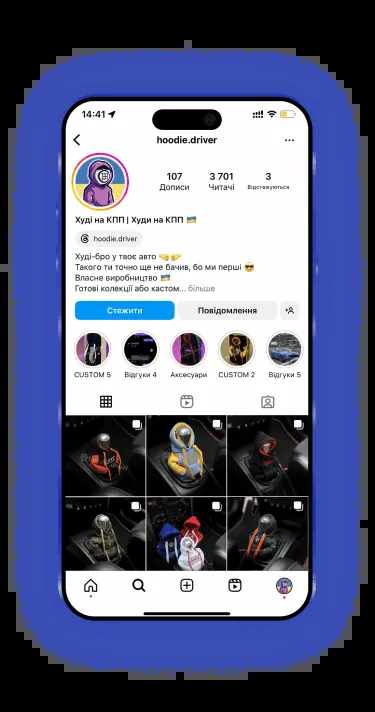 14:41
hoodie.driver
107
3 701
3
Дописи
Читачі
Відстежуються
Худі на КПП | Худи на КПП 🇺🇦
hoodie.driver
Худі-бро у твоє авто 🤜🤛
Такого ти точно ще не бачив, бо ми перші 😎
Власне виробництво 🇺🇦
Готові колекції або кастом... більше
Стежити
Повідомлення
CUSTOM 5
Відгуки 4
Аксесуари
CUSTOM 2
Відгуки 5